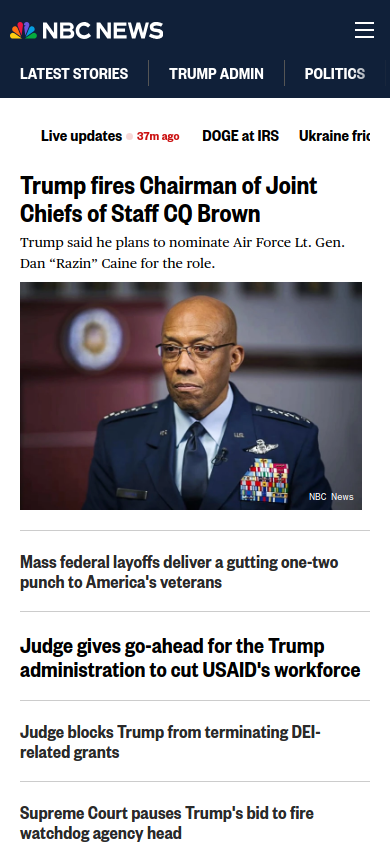 NBC NEWS
LATEST STORIES TRUMP ADMIN POLITICS
Live updates 37m ago DOGE at IRS Ukraine fric
Trump fires Chairman of Joint
Chiefs of Staff CQ Brown
Trump said he plans to nominate Air Force Lt. Gen.
Dan “Razin” Caine for the role.
NBC News
Mass federal layoffs deliver a gutting one-two
punch to America's veterans
Judge gives go-ahead for the Trump
administration to cut USAID's workforce
Judge blocks Trump from terminating DEI-
related grants
Supreme Court pauses Trump's bid to fire
watchdog agency head